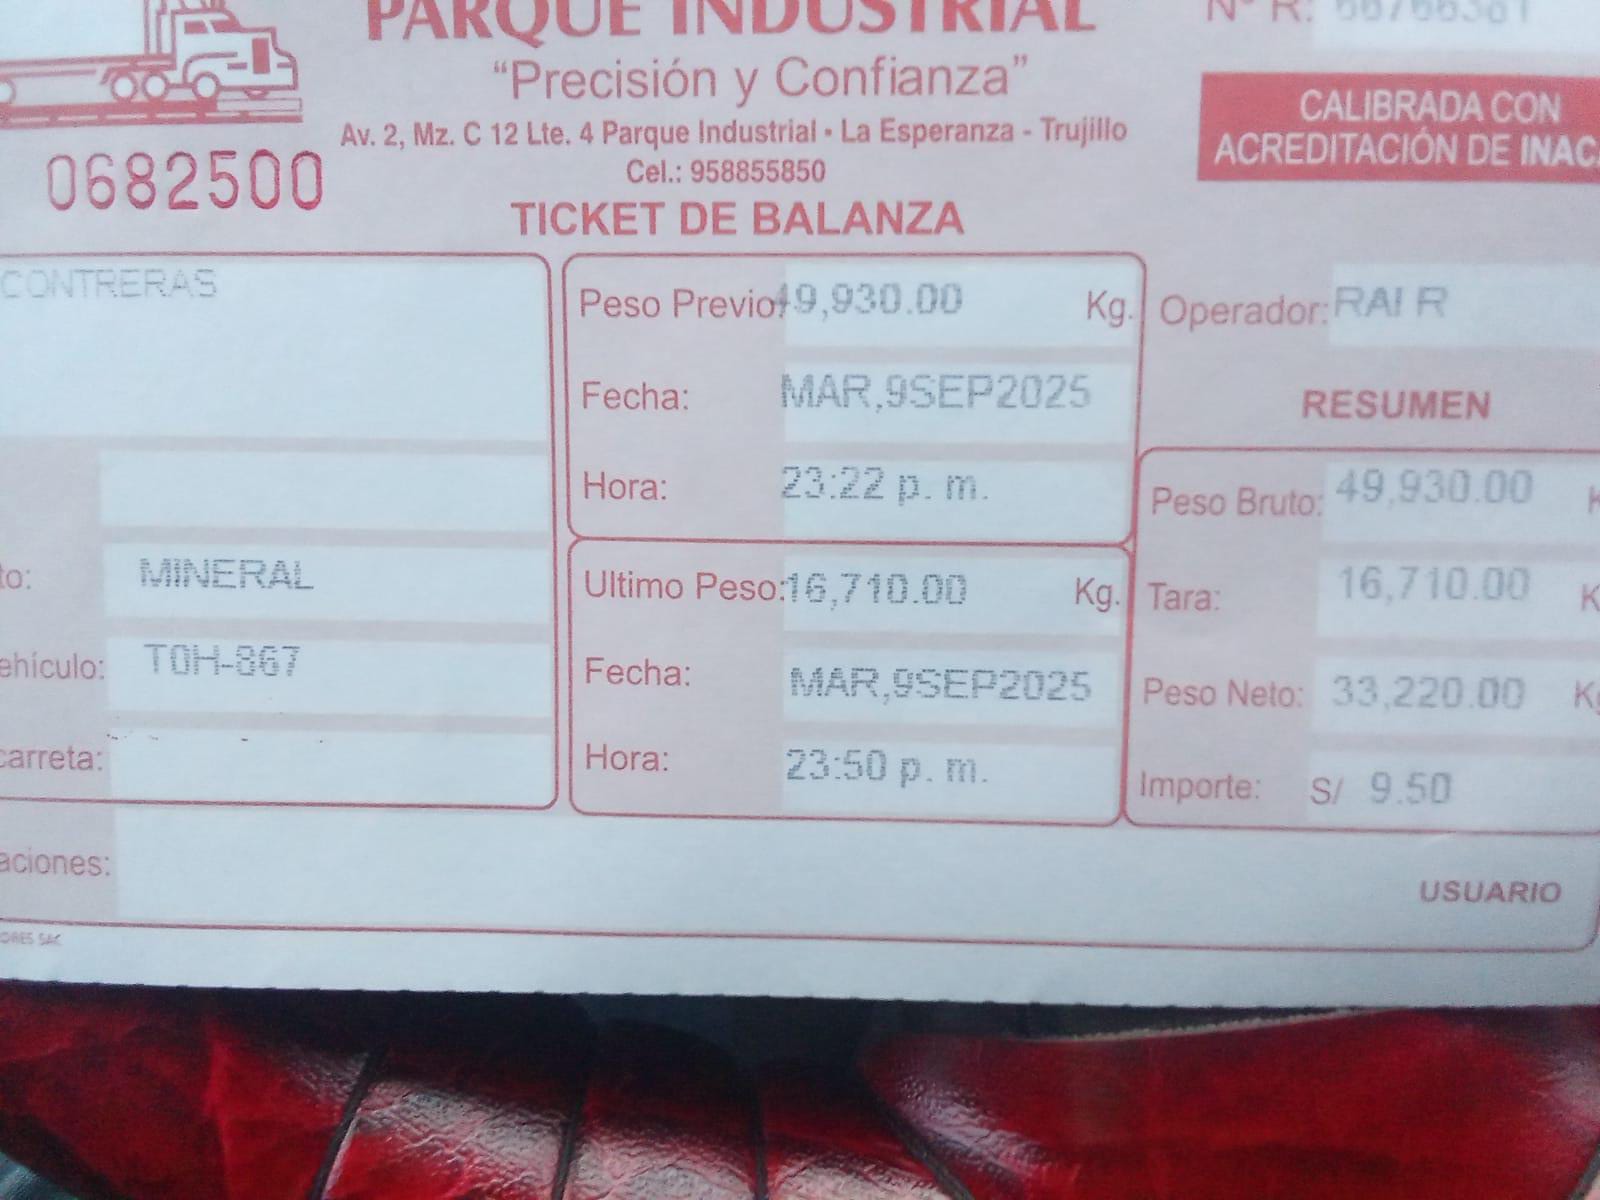 PARQUE INDUSTRIAL
N° R:
"Precisión y Confianza"
CALIBRADA CON
ACREDITACIÓN DE INAC
Av. 2, Mz. C 12 Lte. 4 Parque Industrial • La Esperanza - Trujillo
Cel.: 958855850
0682500
TICKET DE BALANZA
CONTRERAS
Peso Previo: 49,930.00 Kg.
Operador: RAI R
Fecha: MAR,9SEP2025
RESUMEN
Hora: 23:22 p. m.
Peso Bruto: 49,930.00 K
to: MINERAL
Ultimo Peso: 16,710.00 Kg.
Tara: 16,710.00 K
ehículo: T0H-867
Fecha: MAR,9SEP2025
Peso Neto: 33,220.00 Kg
carreta:
Hora: 23:50 p. m.
Importe: S/ 9.50
aciones:
USUARIO
ORES SAC